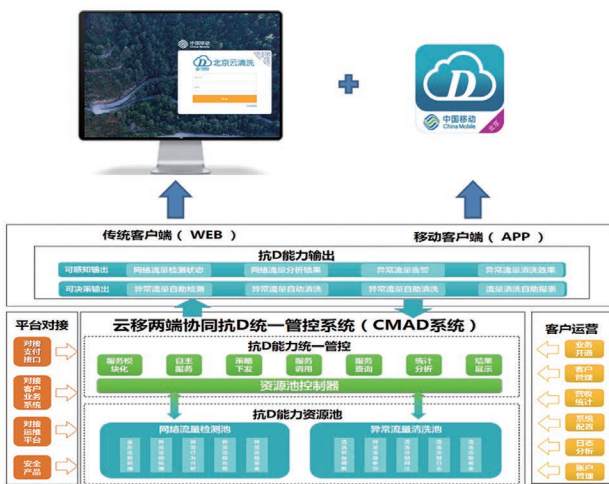 中国移动
北京云清洗
D
中国移动
China Mobile
北京
传统客户端（WEB）
移动客户端（APP）
抗D能力输出
可感知输出 网络流量检测状态 网络流量分析结果 异常流量告警 异常流量清洗效果
可决策输出 异常流量自助检测 异常流量自动清洗 异常流量自助清洗 流量清洗自助报表
平台对接
对接支付接口
对接客户业务系统
对接运维平台
安全产品
云移两端协同抗D统一管控系统（CMAD系统）
抗D能力统一管控
服务模块化
自主服务
策略下发
服务调用
服务查询
统计分析
结果展示
资源池控制器
抗D能力资源池
网络流量检测池
异常流量清洗池
客户运营
业务开通
客户管理
营收统计
系统配置
日志分析
账户管理